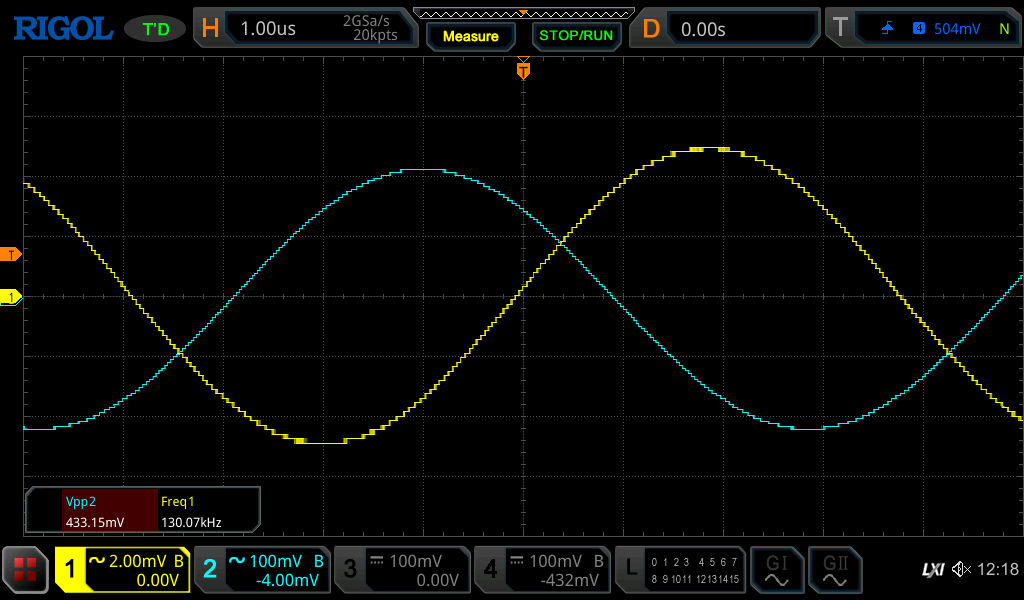 RIGOL T'D H 1.00us 2GSa/s 20kpts Measure STOP/RUN D 0.00s T 4 504mV N
T
T
1
Vpp2 Freq1
433.15mV 130.07kHz
1 2.00mV B 0.00V
2 100mV B -4.00mV
3 100mV 0.00V
4 100mV B -432mV
L 0 1 2 3 4 5 6 7
8 9 10 11 12 13 14 15
GI GII
LXI 12:18